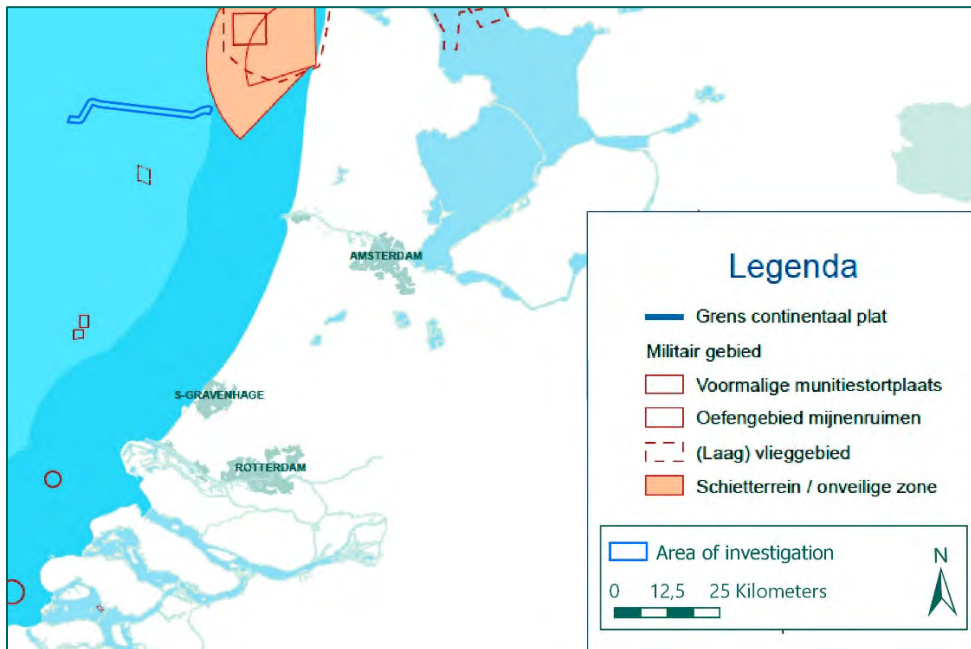 AMSTERDAM
S-GRAVENHAGE
ROTTERDAM
Legenda
Grens continentaal plat
Militair gebied
Voormalige munitiestortplaats
Oefengebied mijnenruimen
(Laag) vlieggebied
Schietterrein / onveilige zone
Area of investigation
N
0 12,5 25 Kilometers